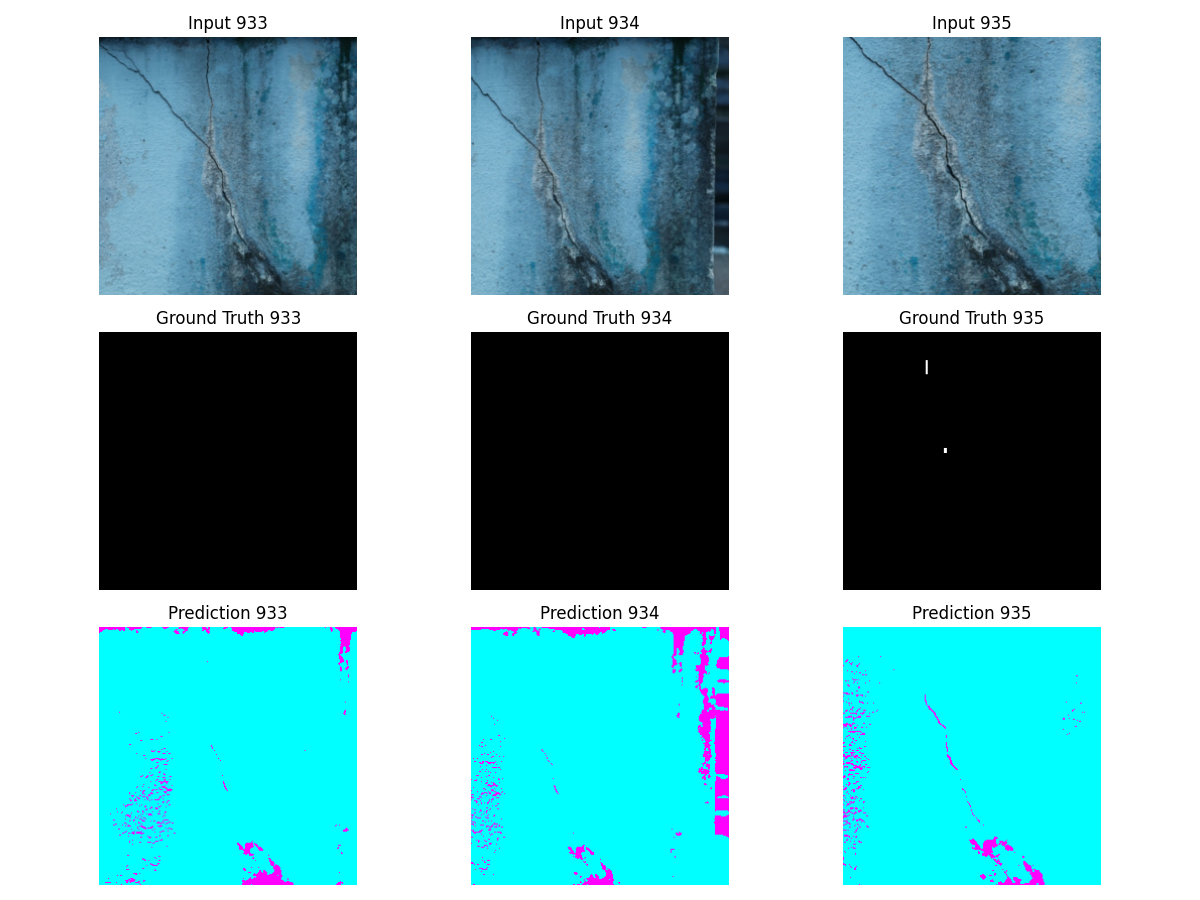 Input 933
Input 934
Input 935
Ground Truth 933
Ground Truth 934
Ground Truth 935
Prediction 933
Prediction 934
Prediction 935